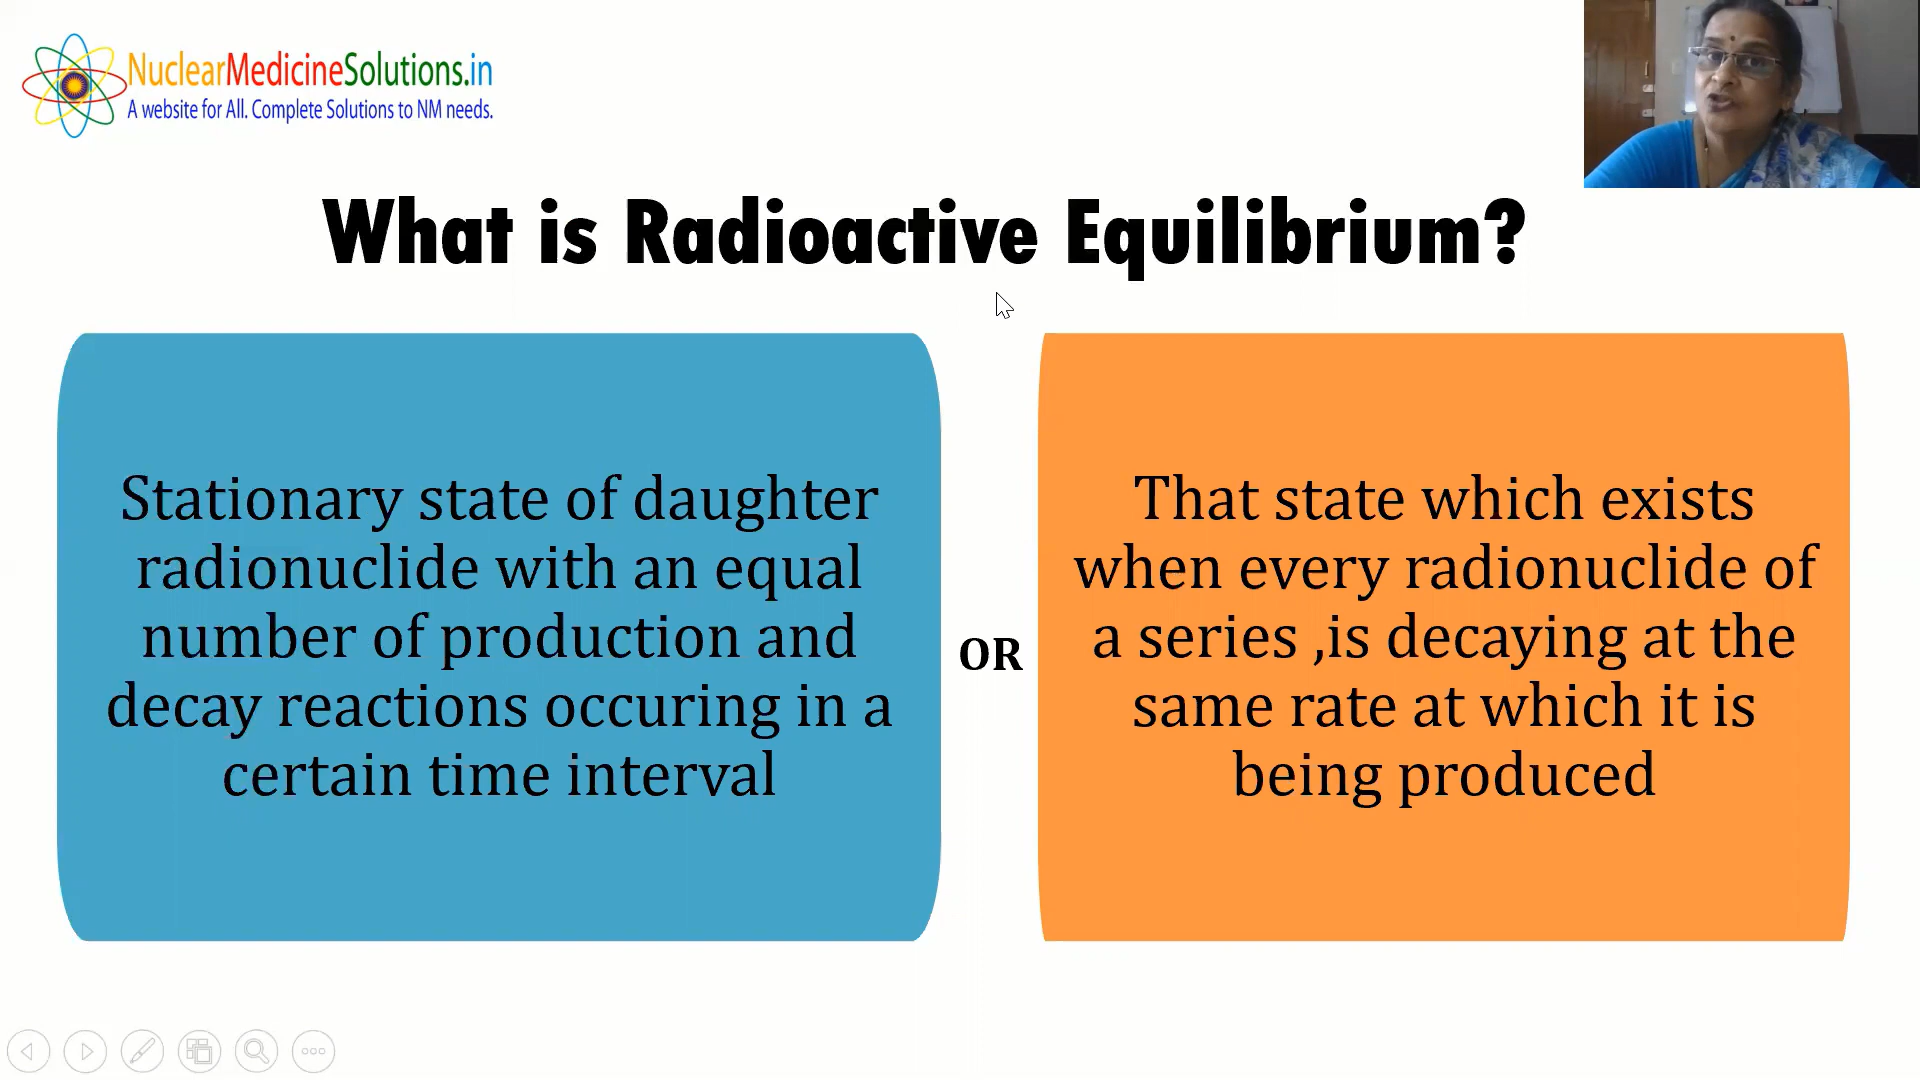 NuclearMedicineSolutions.in
A website for All. Complete Solutions to NM needs.
What is Radioactive Equilibrium?
Stationary state of daughter
radionuclide with an equal
number of production and
decay reactions occuring in a
certain time interval
OR
That state which exists
when every radionuclide of
a series ,is decaying at the
same rate at which it is
being produced